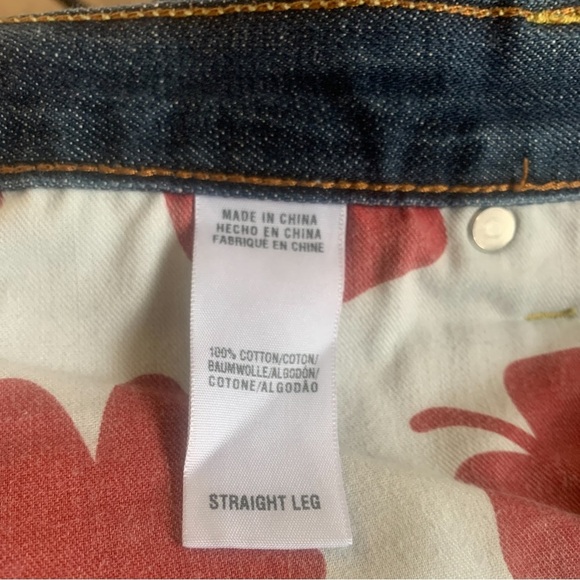 MADE IN CHINA
HECHO EN CHINA
FABRIQUE EN CHINE
100% COTTON/COTON/
BAUMWOLLE/ALGODÓN/
COTONE/ALGODÃO
STRAIGHT LEG